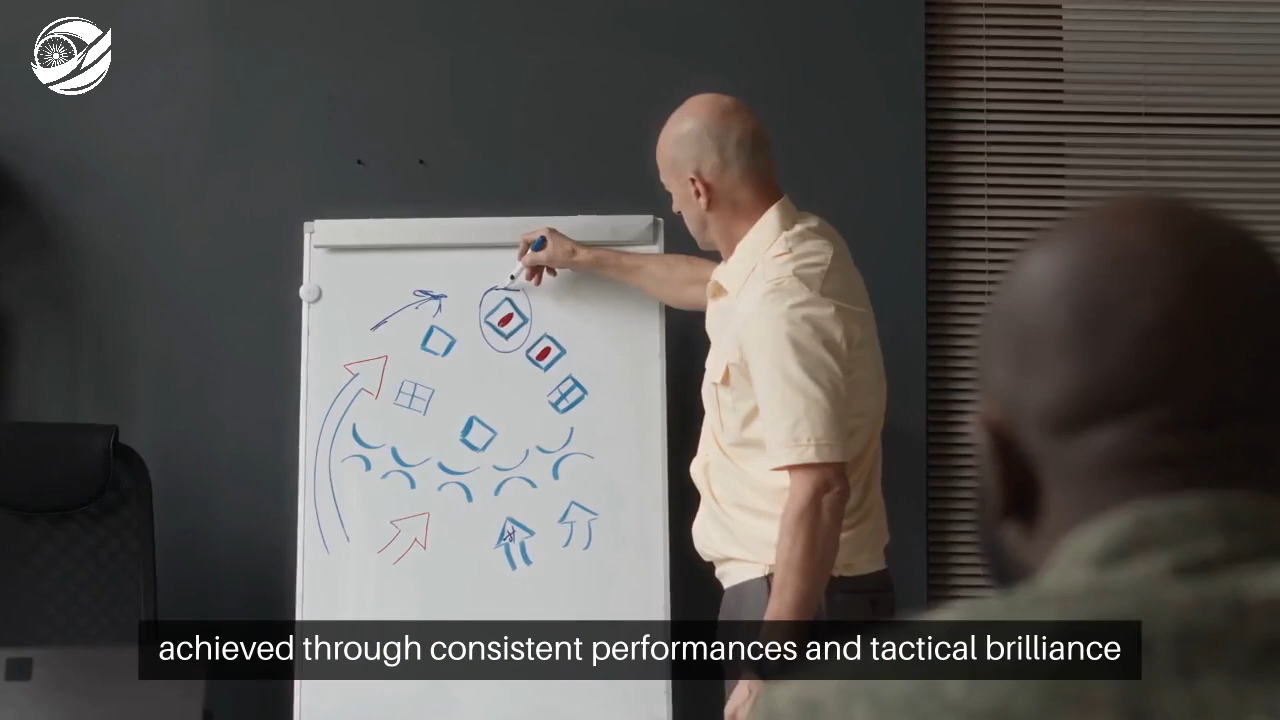 achieved through consistent performances and tactical brilliance